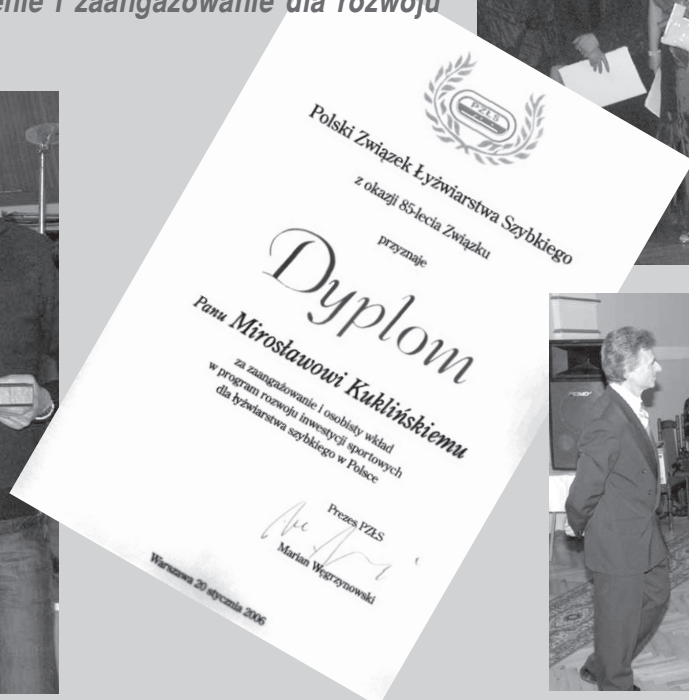 enie i zaangażowanie dla rozwoju
PZŁS
Polski Związek Łyżwiarstwa Szybkiego
z okazji 85-lecia Związku
przyznaje
Dyplom
Panu Mirosławowi Kuklińskiemu
za zaangażowanie i osobisty wkład
w program rozwoju inwestycji sportowych
dla łyżwiarstwa szybkiego w Polsce
Prezes PZŁS
Marian Węgrzynowski
Warszawa 20 stycznia 2006